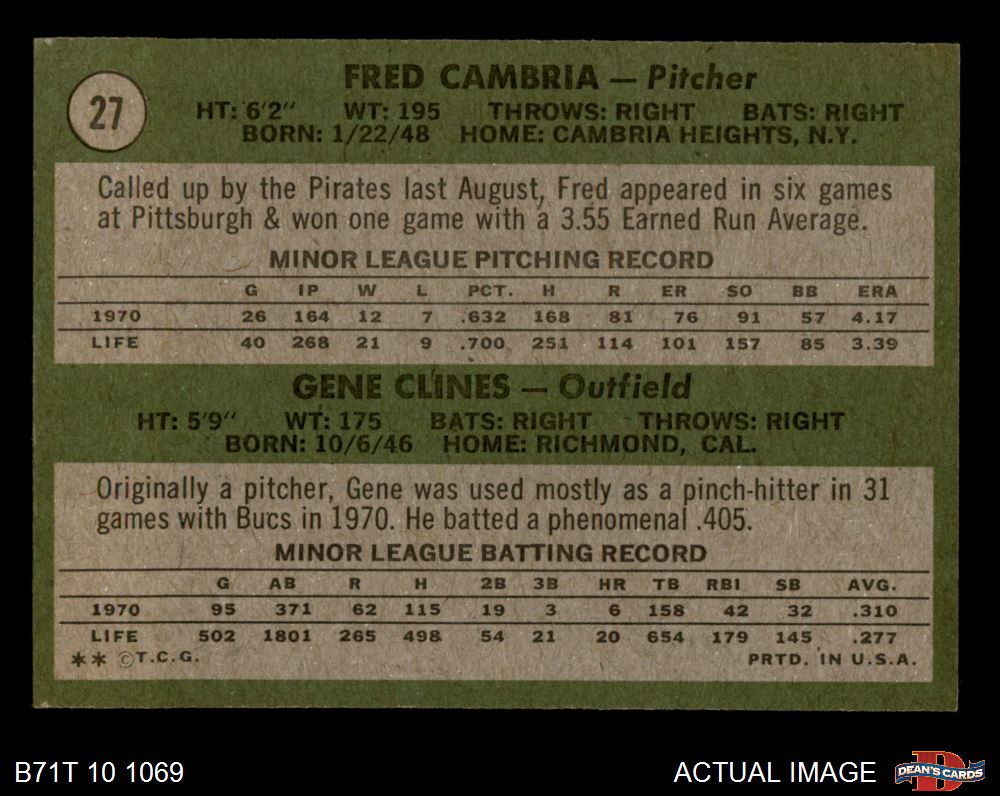 27
FRED CAMBRIA — Pitcher
HT: 6'2" WT: 195 THROWS: RIGHT BATS: RIGHT
BORN: 1/22/48 HOME: CAMBRIA HEIGHTS, N.Y.
Called up by the Pirates last August, Fred appeared in six games
at Pittsburgh & won one game with a 3.55 Earned Run Average.
MINOR LEAGUE PITCHING RECORD
G IP W L PCT. H R ER SO BB ERA
1970 26 164 12 7 .632 168 81 76 91 57 4.17
LIFE 40 268 21 9 .700 251 114 101 157 85 3.39
GENE CLINES — Outfield
HT: 5'9" WT: 175 BATS: RIGHT THROWS: RIGHT
BORN: 10/6/46 HOME: RICHMOND, CAL.
Originally a pitcher, Gene was used mostly as a pinch-hitter in 31
games with Bucs in 1970. He batted a phenomenal .405.
MINOR LEAGUE BATTING RECORD
G AB R H 2B 3B HR TB RBI SB AVG.
1970 95 371 62 115 19 3 6 158 42 32 .310
LIFE 502 1801 265 498 54 21 20 654 179 145 .277
** ©T.C.G. PRTD. IN U.S.A.
B71T 10 1069 ACTUAL IMAGE DEAN'S CARDS